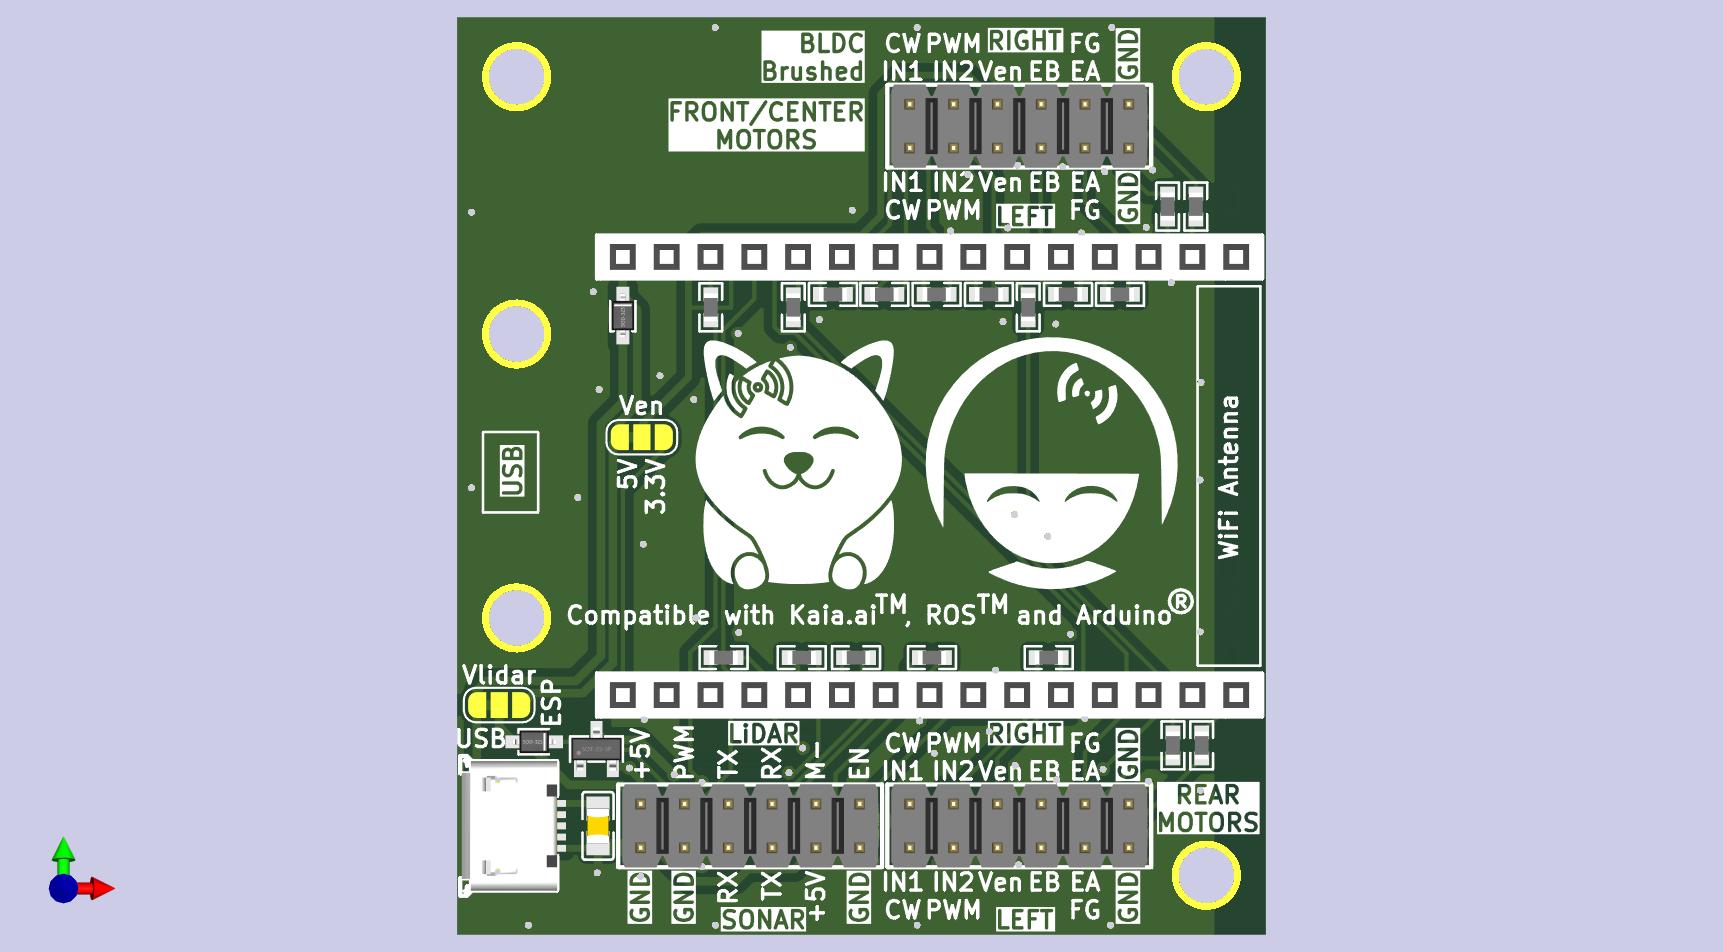 BLDC
Brushed
CW PWM RIGHT FG GND
IN1 IN2 Ven EB EA
FRONT/CENTER
MOTORS
IN1 IN2 Ven EB EA GND
CW PWM LEFT FG
Ven
5V
3.3V
USB
WiFi Antenna
Compatible with Kaia.ai™, ROS™ and Arduino®
Vlidar
ESP
USB
LiDAR
+5V PWM TX RX M- EN
CW PWM RIGHT FG GND
IN1 IN2 Ven EB EA
REAR
MOTORS
GND GND RX TX +5V GND
SONAR
IN1 IN2 Ven EB EA GND
CW PWM LEFT FG